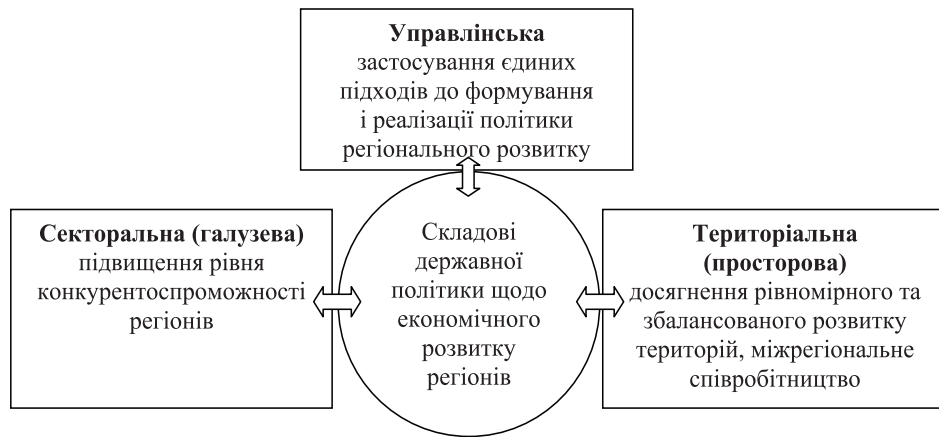 Управлінська
застосування єдиних
підходів до формування
і реалізації політики
регіонального розвитку
Секторальна (галузева)
підвищення рівня
конкурентоспроможності
регіонів
Складові
державної
політики щодо
економічного
розвитку
регіонів
Територіальна
(просторова)
досягнення рівномірного та
збалансованого розвитку
територій, міжрегіональне
співробітництво